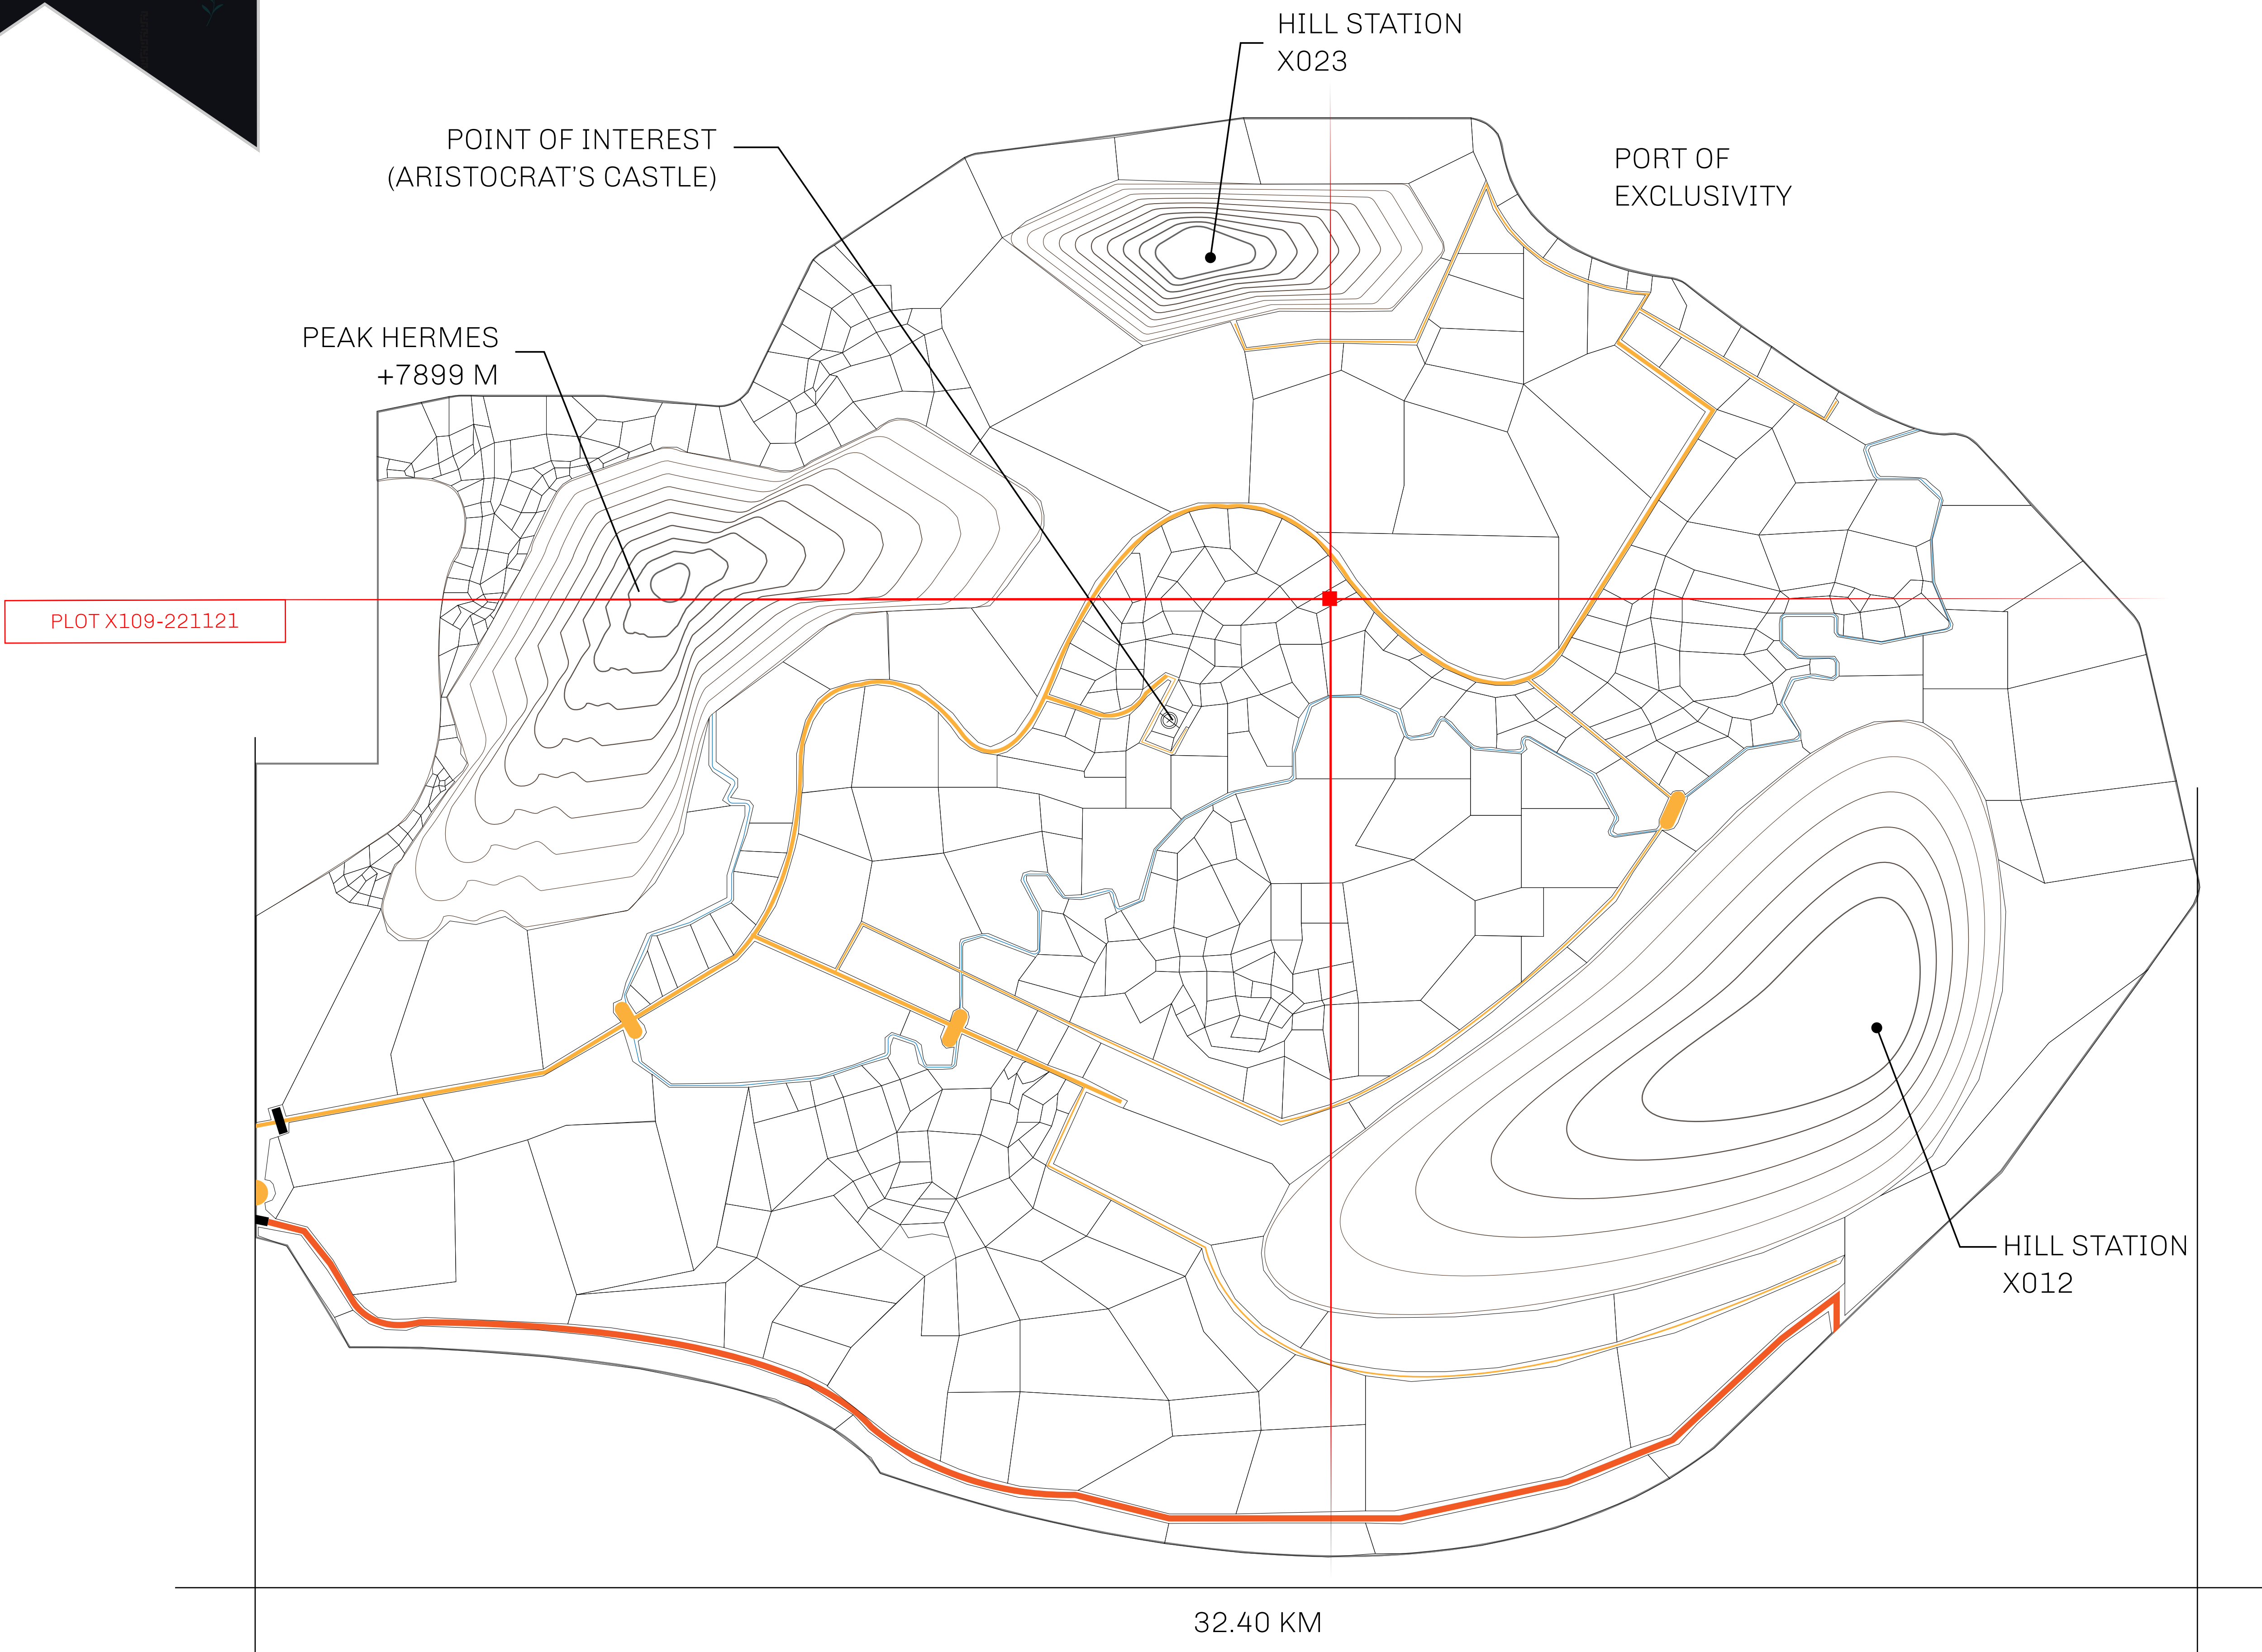 HILL STATION
X023
POINT OF INTEREST
(ARISTOCRAT'S CASTLE)
PORT OF
EXCLUSIVITY
PEAK HERMES
+7899 M
PLOT X109-221121
HILL STATION
X012
32.40 KM